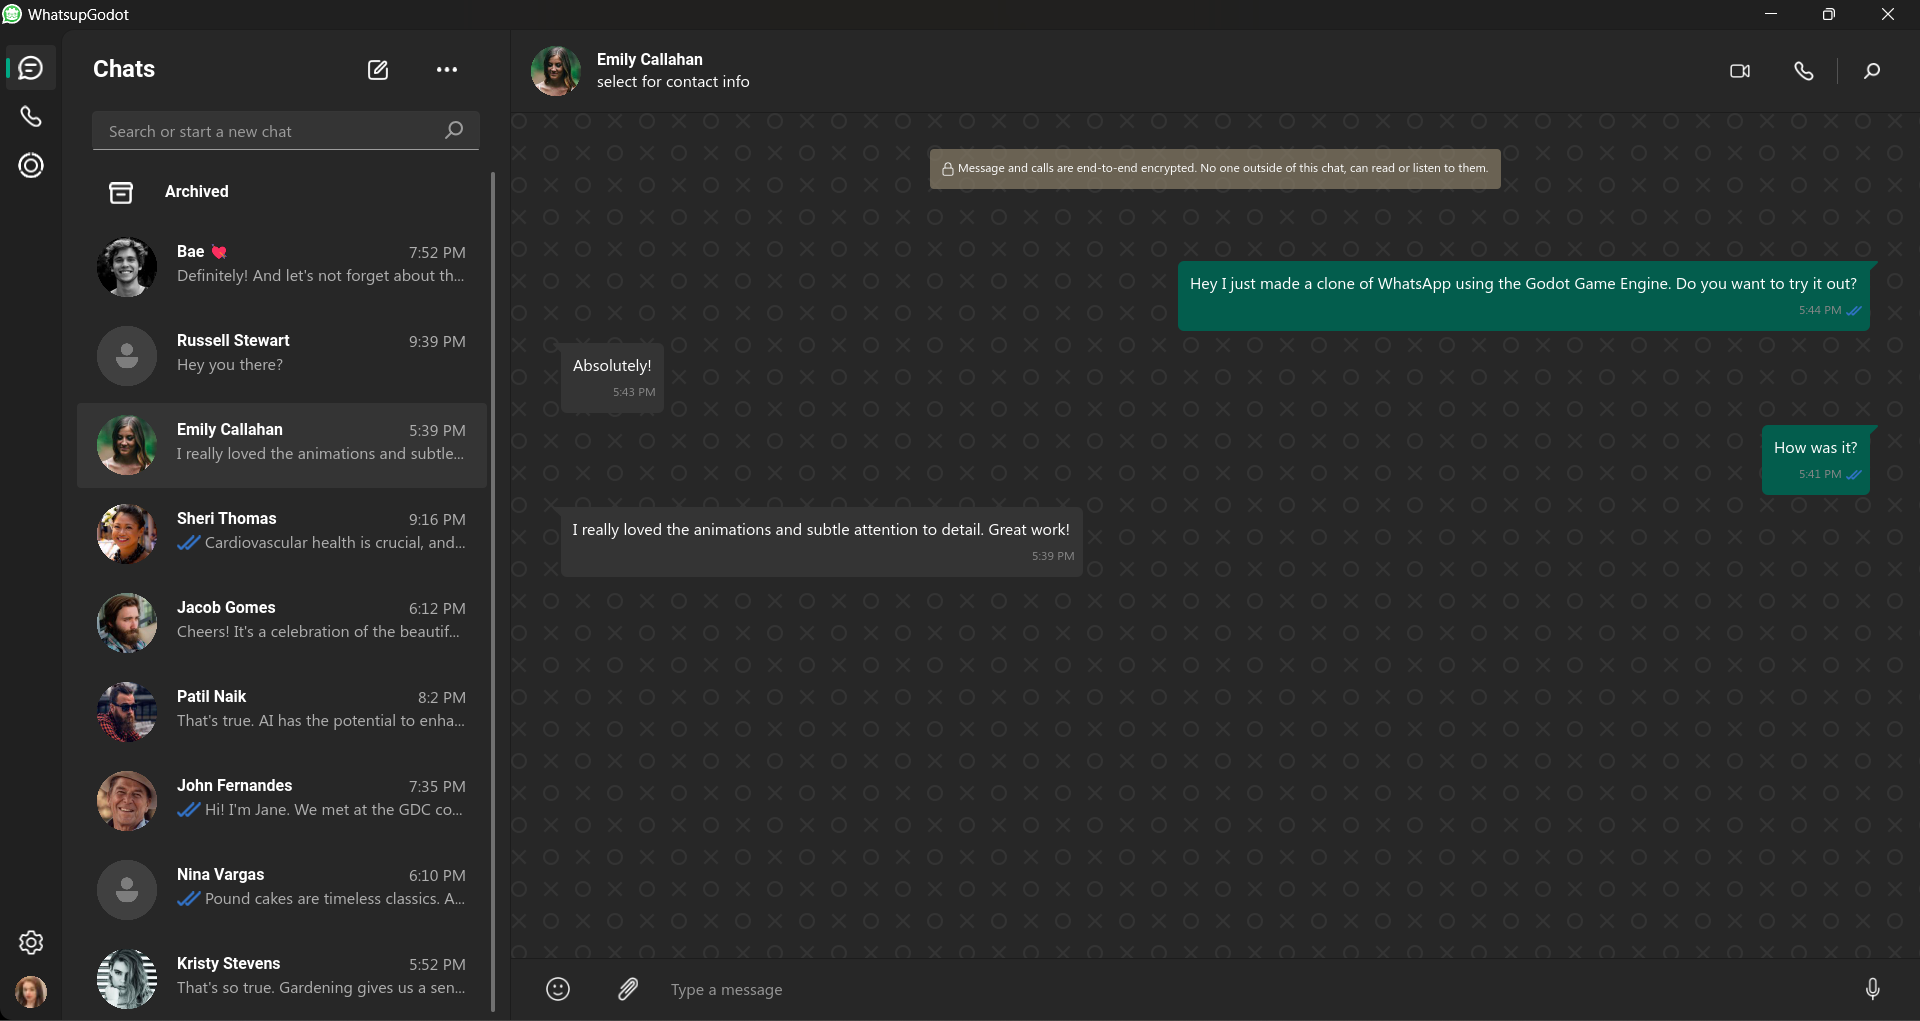 WhatsupGodot
Chats
Search or start a new chat
Archived
Bae 7:52 PM
Definitely! And let's not forget about th...
Russell Stewart 9:39 PM
Hey you there?
Emily Callahan 5:39 PM
I really loved the animations and subtle...
Sheri Thomas 9:16 PM
Cardiovascular health is crucial, and...
Jacob Gomes 6:12 PM
Cheers! It's a celebration of the beautif...
Patil Naik 8:2 PM
That's true. AI has the potential to enha...
John Fernandes 7:35 PM
Hi! I'm Jane. We met at the GDC co...
Nina Vargas 6:10 PM
Pound cakes are timeless classics. A...
Kristy Stevens 5:52 PM
That's so true. Gardening gives us a sen...
Emily Callahan
select for contact info
Message and calls are end-to-end encrypted. No one outside of this chat, can read or listen to them.
Hey I just made a clone of WhatsApp using the Godot Game Engine. Do you want to try it out?
5:44 PM
Absolutely!
5:43 PM
How was it?
5:41 PM
I really loved the animations and subtle attention to detail. Great work!
5:39 PM
Type a message